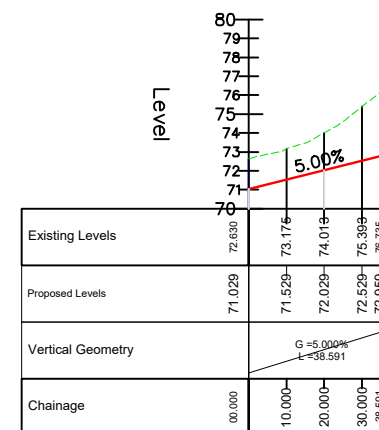 80
79
78
77
76
75
74
73
72
71
70
Level
5.00%
Existing Levels 72.630 73.175 74.013 75.393
Proposed Levels 71.029 71.529 72.029 72.529
Vertical Geometry G =5.000%
L =38.591
Chainage 00.000 10.000 20.000 30.000 38.591